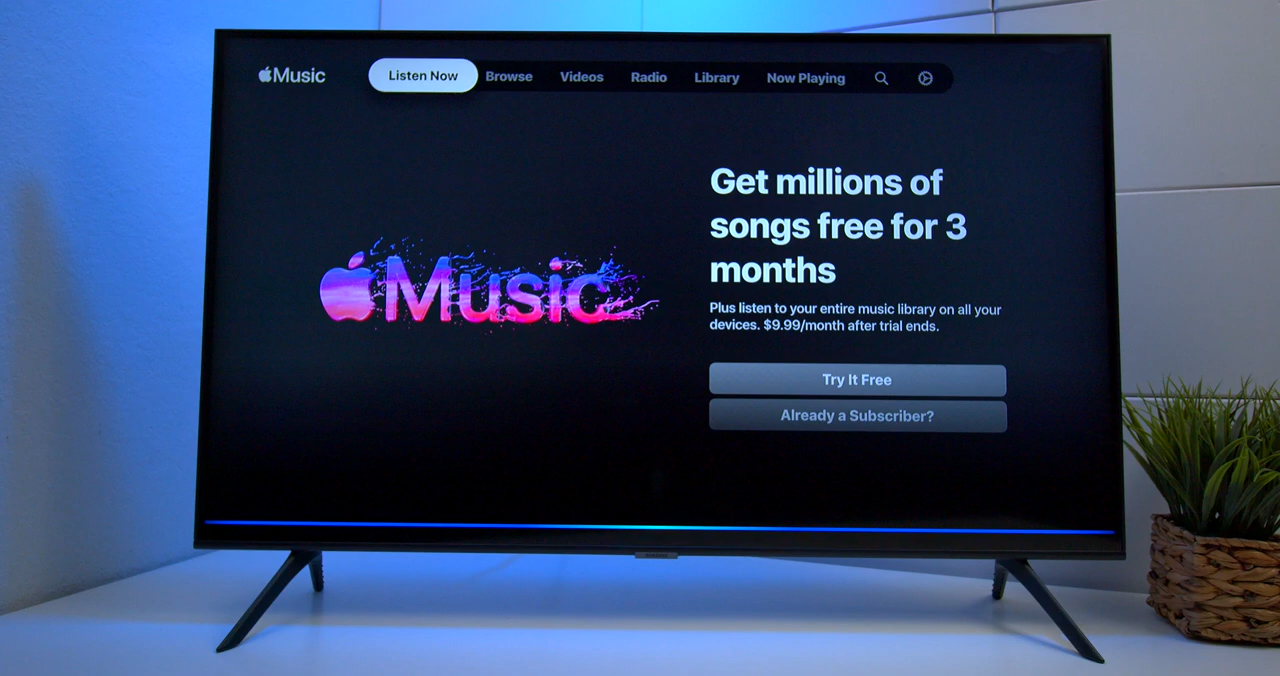 Music
Listen Now
Browse
Videos
Radio
Library
Now Playing
Music
Get millions of
songs free for 3
months
Plus listen to your entire music library on all your
devices. $9.99/month after trial ends.
Try It Free
Already a Subscriber?